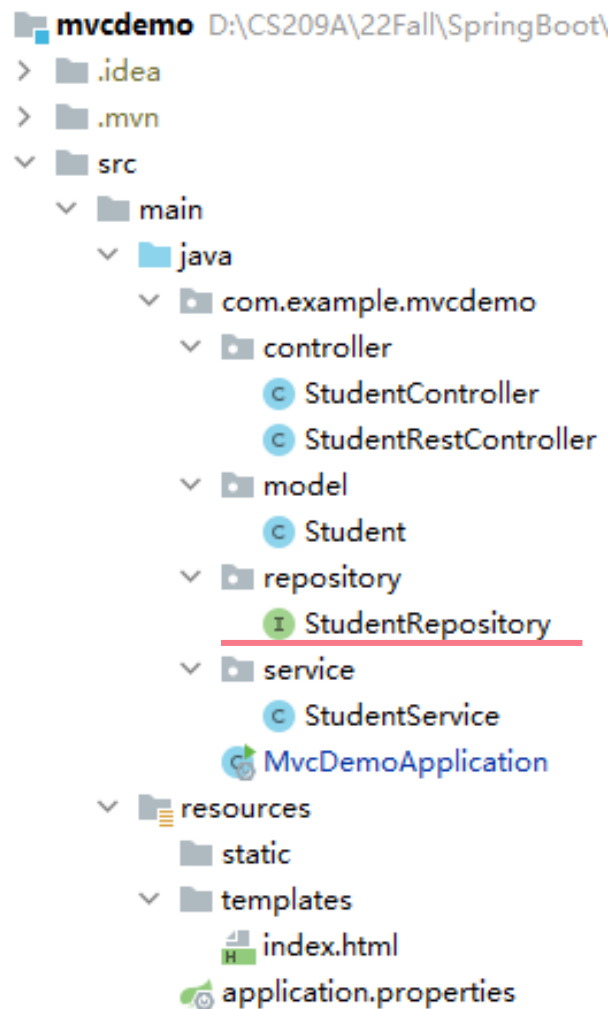 mvcdemo D:\CS209A\22Fall\SpringBoot\
.idea
.mvn
src
main
java
com.example.mvcdemo
controller
C StudentController
C StudentRestController
model
C Student
repository
I StudentRepository
service
C StudentService
C MvcDemoApplication
resources
static
templates
H index.html
application.properties